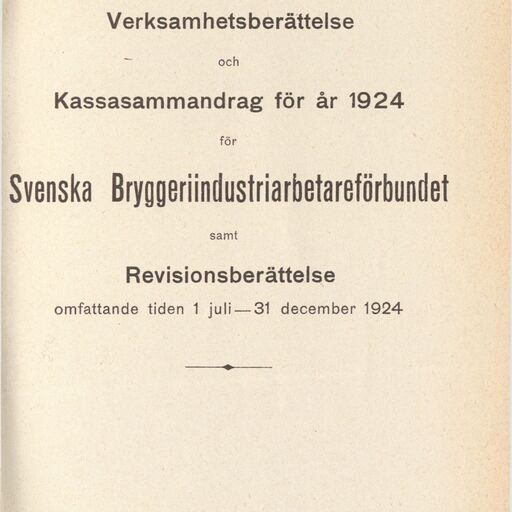 Verksamhetsberättelse
och
Kassasammandrag för år 1924
för
Svenska Bryggeriindustriarbetareförbundet
samt
Revisionsberättelse
omfattande tiden 1 juli—31 december 1924